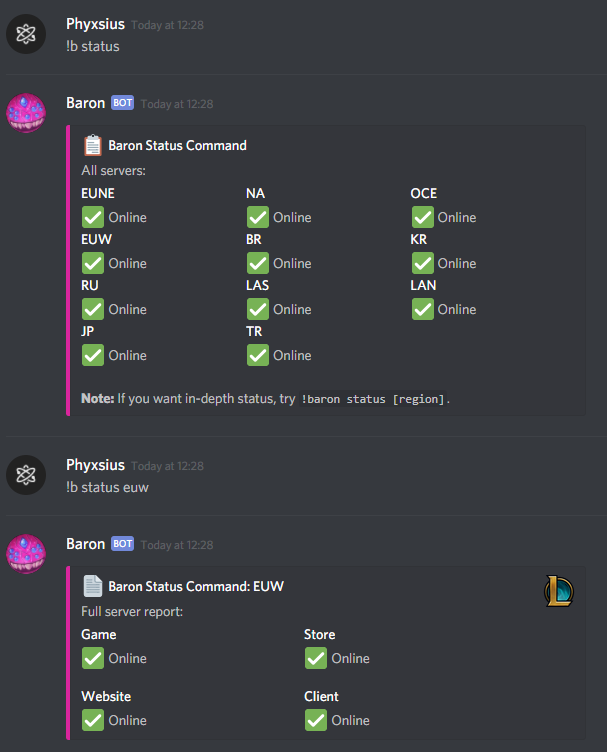 Phyxsius Today at 12:28
!b status
Baron BOT Today at 12:28
Baron Status Command
All servers:
EUNE NA OCE
Online Online Online
EUW BR KR
Online Online Online
RU LAS LAN
Online Online Online
JP TR
Online Online
Note: If you want in-depth status, try !baron status [region].
Phyxsius Today at 12:28
!b status euw
Baron BOT Today at 12:28
Baron Status Command: EUW
Full server report:
Game Store
Online Online
Website Client
Online Online